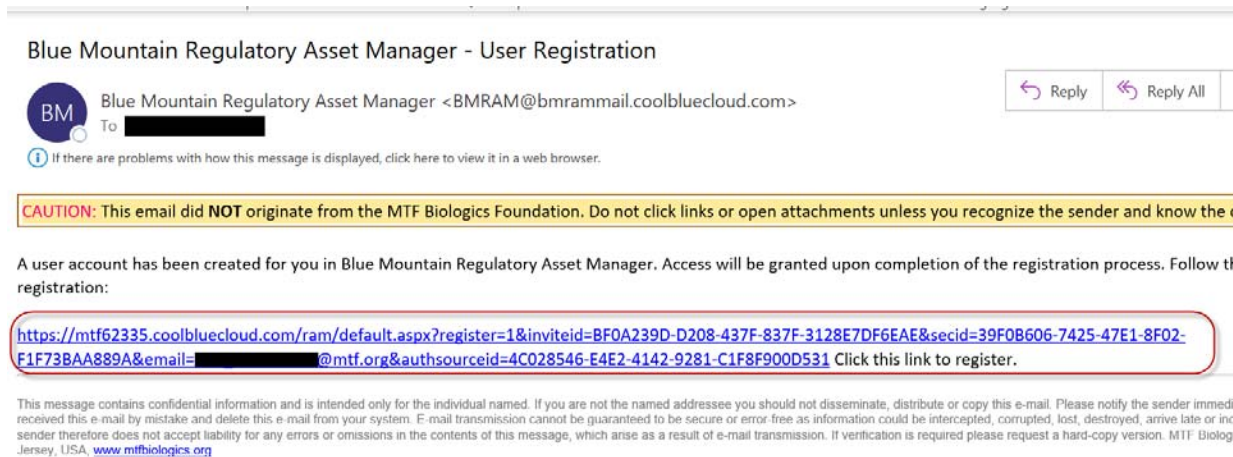 Blue Mountain Regulatory Asset Manager - User Registration
BM
Blue Mountain Regulatory Asset Manager <BMRAM@bmrammail.coolbluecloud.com>
Reply
Reply All
To
If there are problems with how this message is displayed, click here to view it in a web browser.
CAUTION: This email did NOT originate from the MTF Biologics Foundation. Do not click links or open attachments unless you recognize the sender and know the
A user account has been created for you in Blue Mountain Regulatory Asset Manager. Access will be granted upon completion of the registration process. Follow
registration:
https://mtf62335.coolbluecloud.com/ram/default.aspx?register=1&inviteid=BF0A239D-D208-437F-837F-3128E7DF6EAE&secid=39F0B606-7425-47E1-8F02-
F1F73BAA889A&email= @mtf.org&authsourceid=4C028546-E4E2-4142-9281-C1F8F900D531 Click this link to register.
This message contains confidential information and is intended only for the individual named. If you are not the named addressee you should not disseminate, distribute or copy this e-mail. Please notify the sender
received this e-mail by mistake and delete this e-mail from your system. E-mail transmission cannot be guaranteed to be secure or error-free as information could be intercepted, corrupted, lost, destroyed, arrive late or
sender therefore does not accept liability for any errors or omissions in the contents of this message, which arise as a result of e-mail transmission. If verification is required please request a hard-copy version. MTF
Jersey, USA, www.mtfbiologics.org